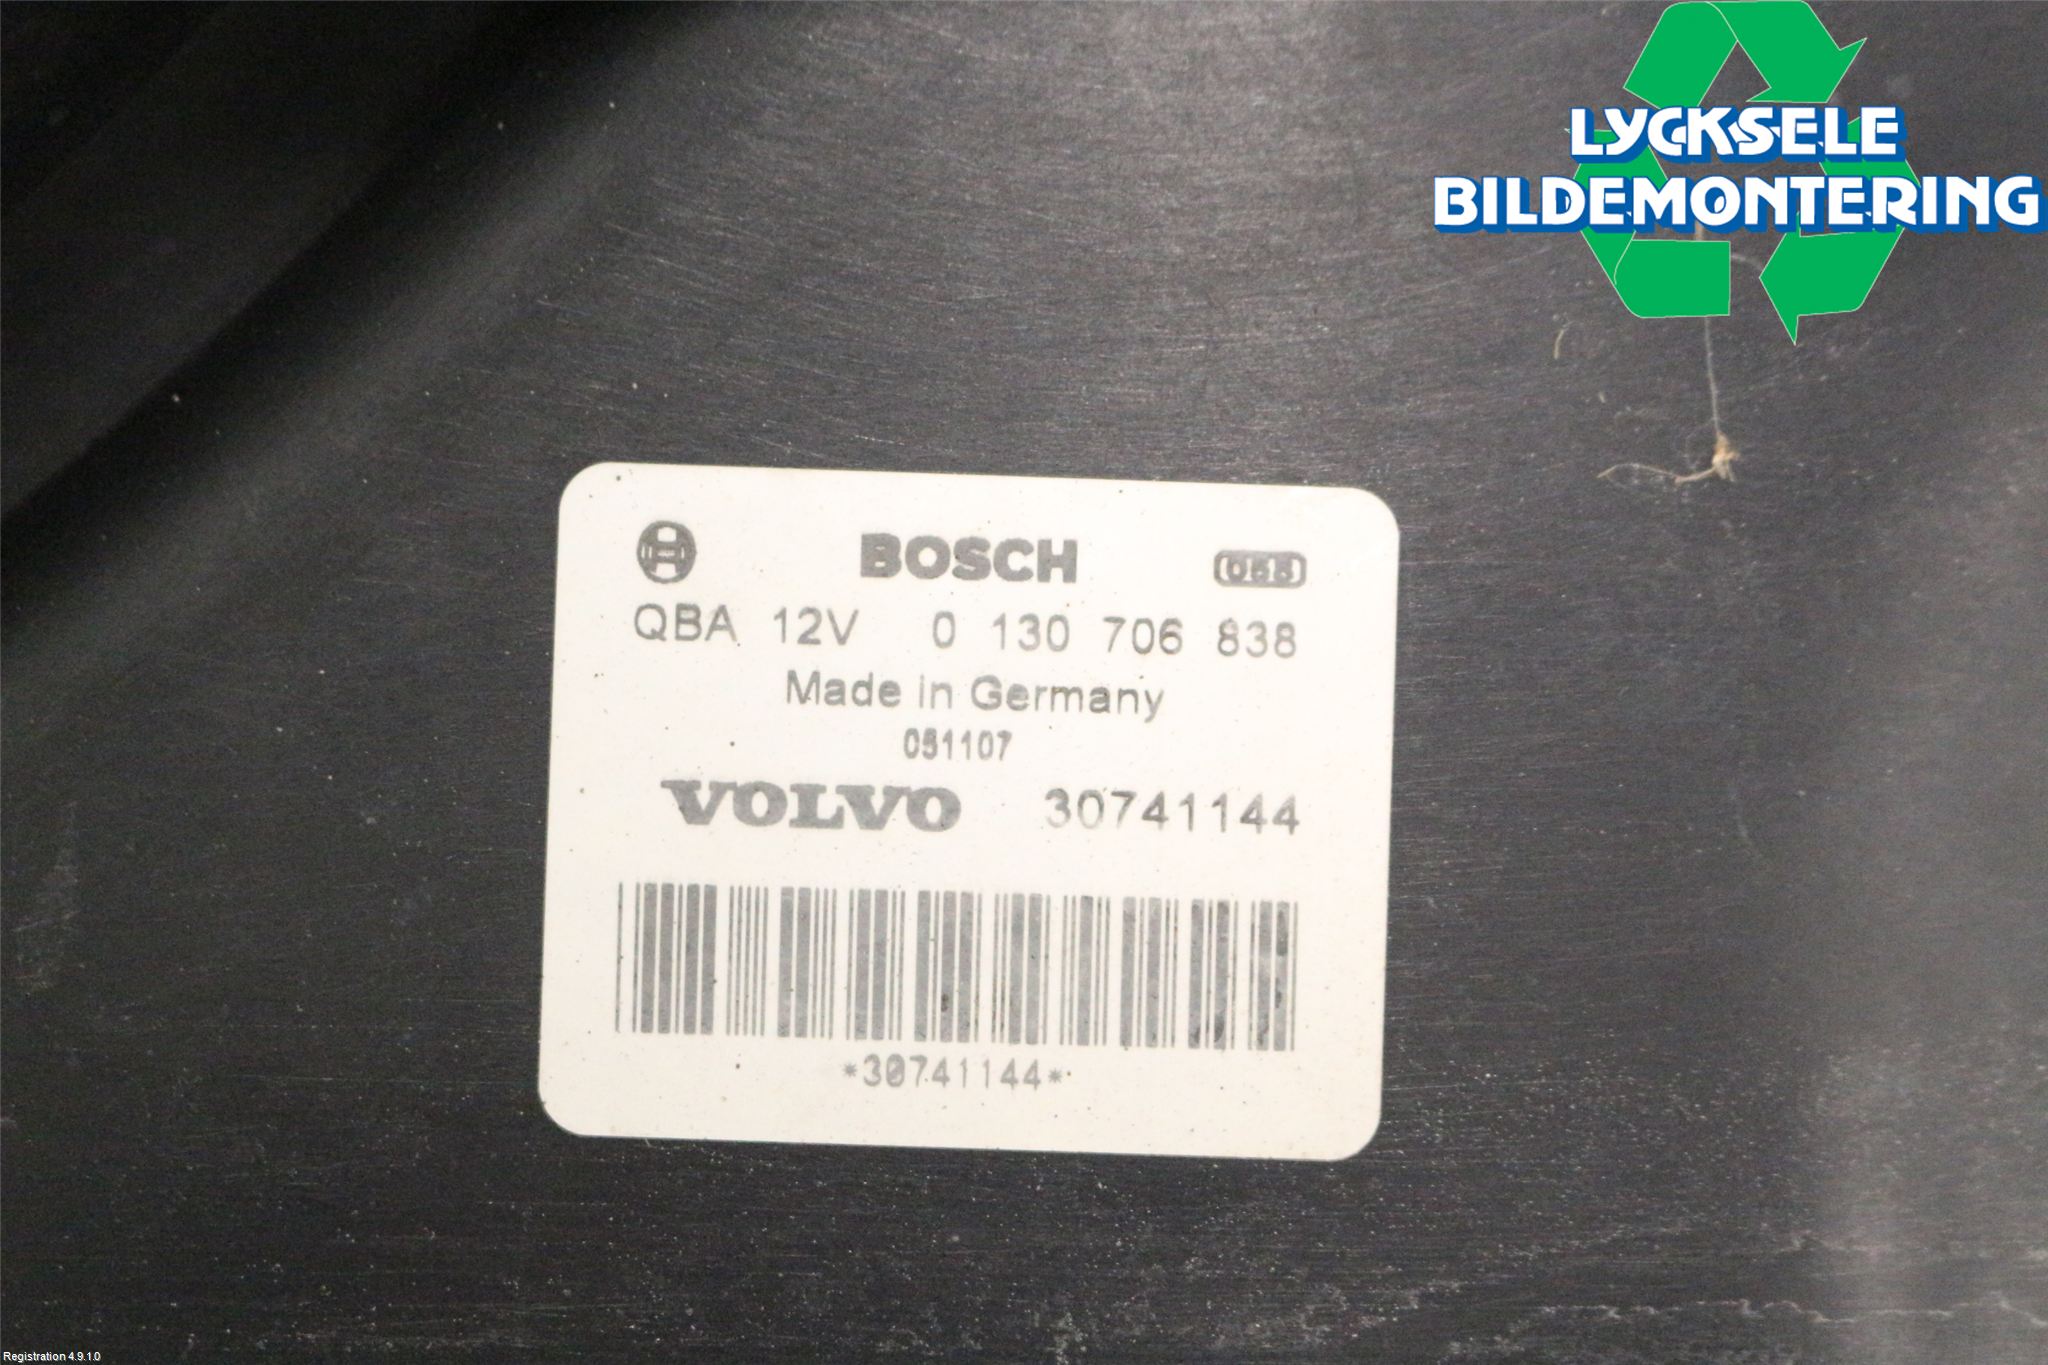 LYCKSELE
BILDEMONTERING
BOSCH
QBA 12V 0 130 706 838
Made in Germany
051107
VOLVO 30741144
*30741144*
Registration 4.9.1.0